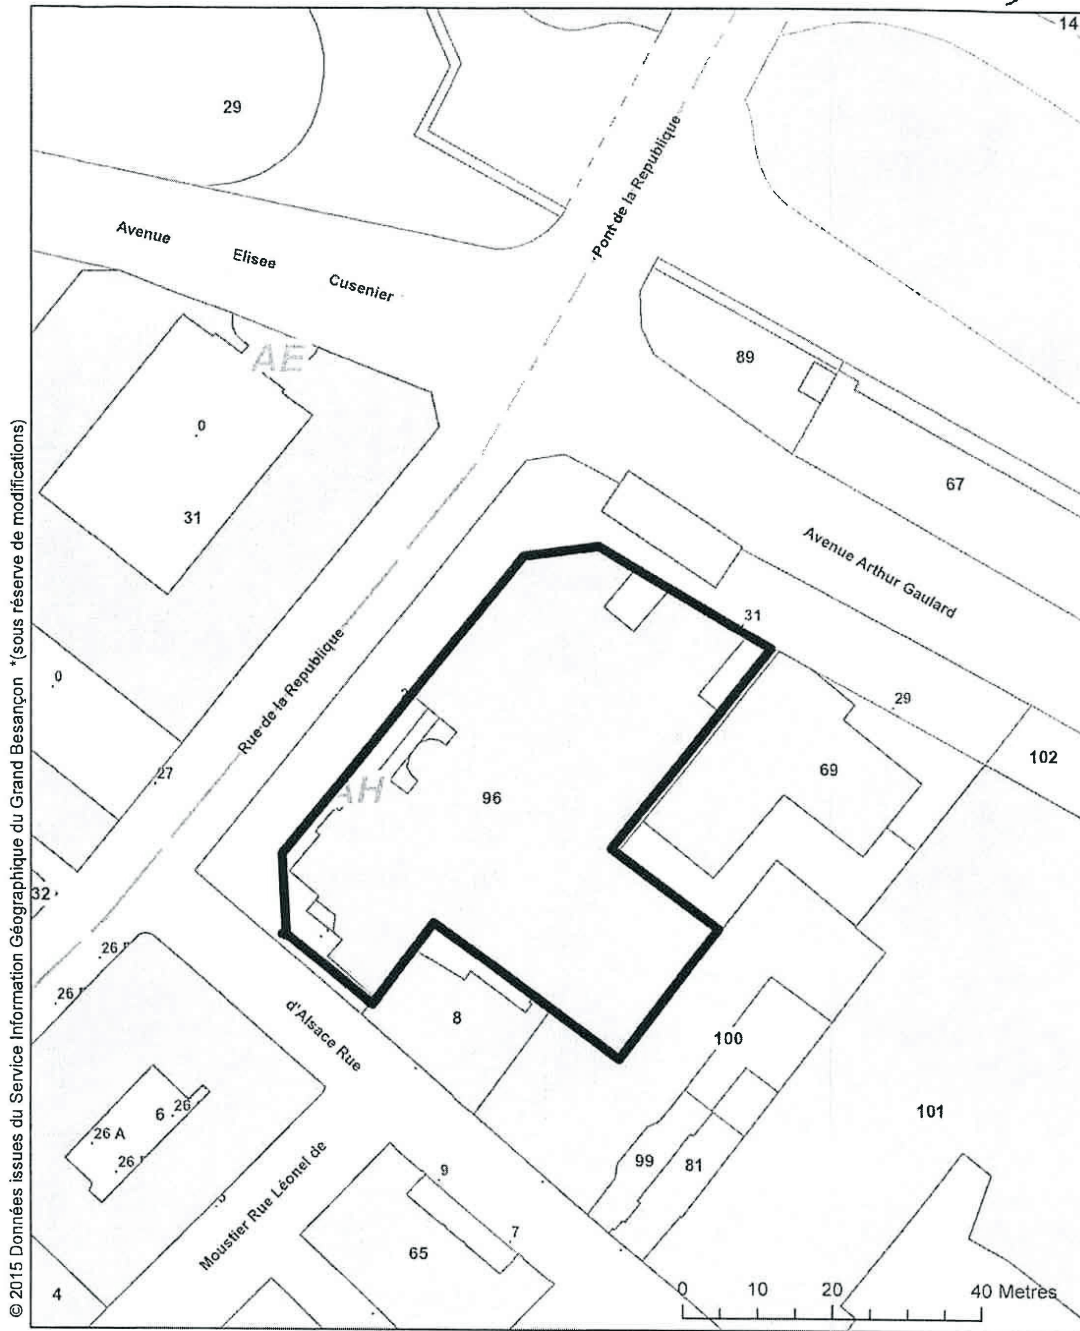 14
29
Pont de la Republique
Avenue Elisee Cusenier
AE
89
0
67
31
Avenue Arthur Gaulard
31
Rue de la Republique
0
29
102
27
69
AH
96
32
26
26
d'Alsace Rue
8
100
6 26
26 A
26
101
99
81
9
Moustier Rue Léonel de
7
65
4
0 10 20 40 Metres
© 2015 Données issues du Service Information Géographique du Grand Besançon *(sous réserve de modifications)